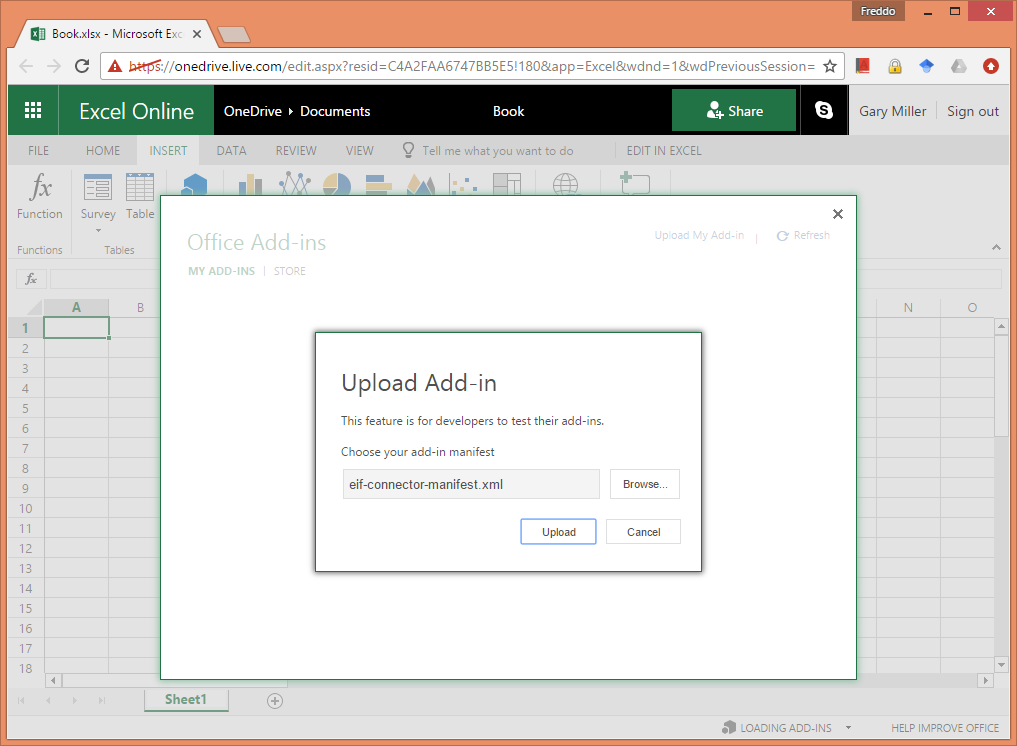 Freddo
Book.xlsx - Microsoft Exc
https://onedrive.live.com/edit.aspx?resid=C4A2FAA6747BB5E5!180&app=Excel&wdnd=1&wdPreviousSession=
Excel Online OneDrive Documents Book Share Gary Miller Sign out
FILE HOME INSERT DATA REVIEW VIEW Tell me what you want to do EDIT IN EXCEL
fx
Function Survey Table
Functions Tables
Office Add-ins Upload My Add-in | Refresh
MY ADD-INS | STORE
fx
A B N O
1
2
3
4
5
6
7
8
9
10
11
12
13
14
15
16
17
18
Upload Add-in
This feature is for developers to test their add-ins.
Choose your add-in manifest
eif-connector-manifest.xml Browse...
Upload Cancel
Sheet1
LOADING ADD-INS HELP IMPROVE OFFICE